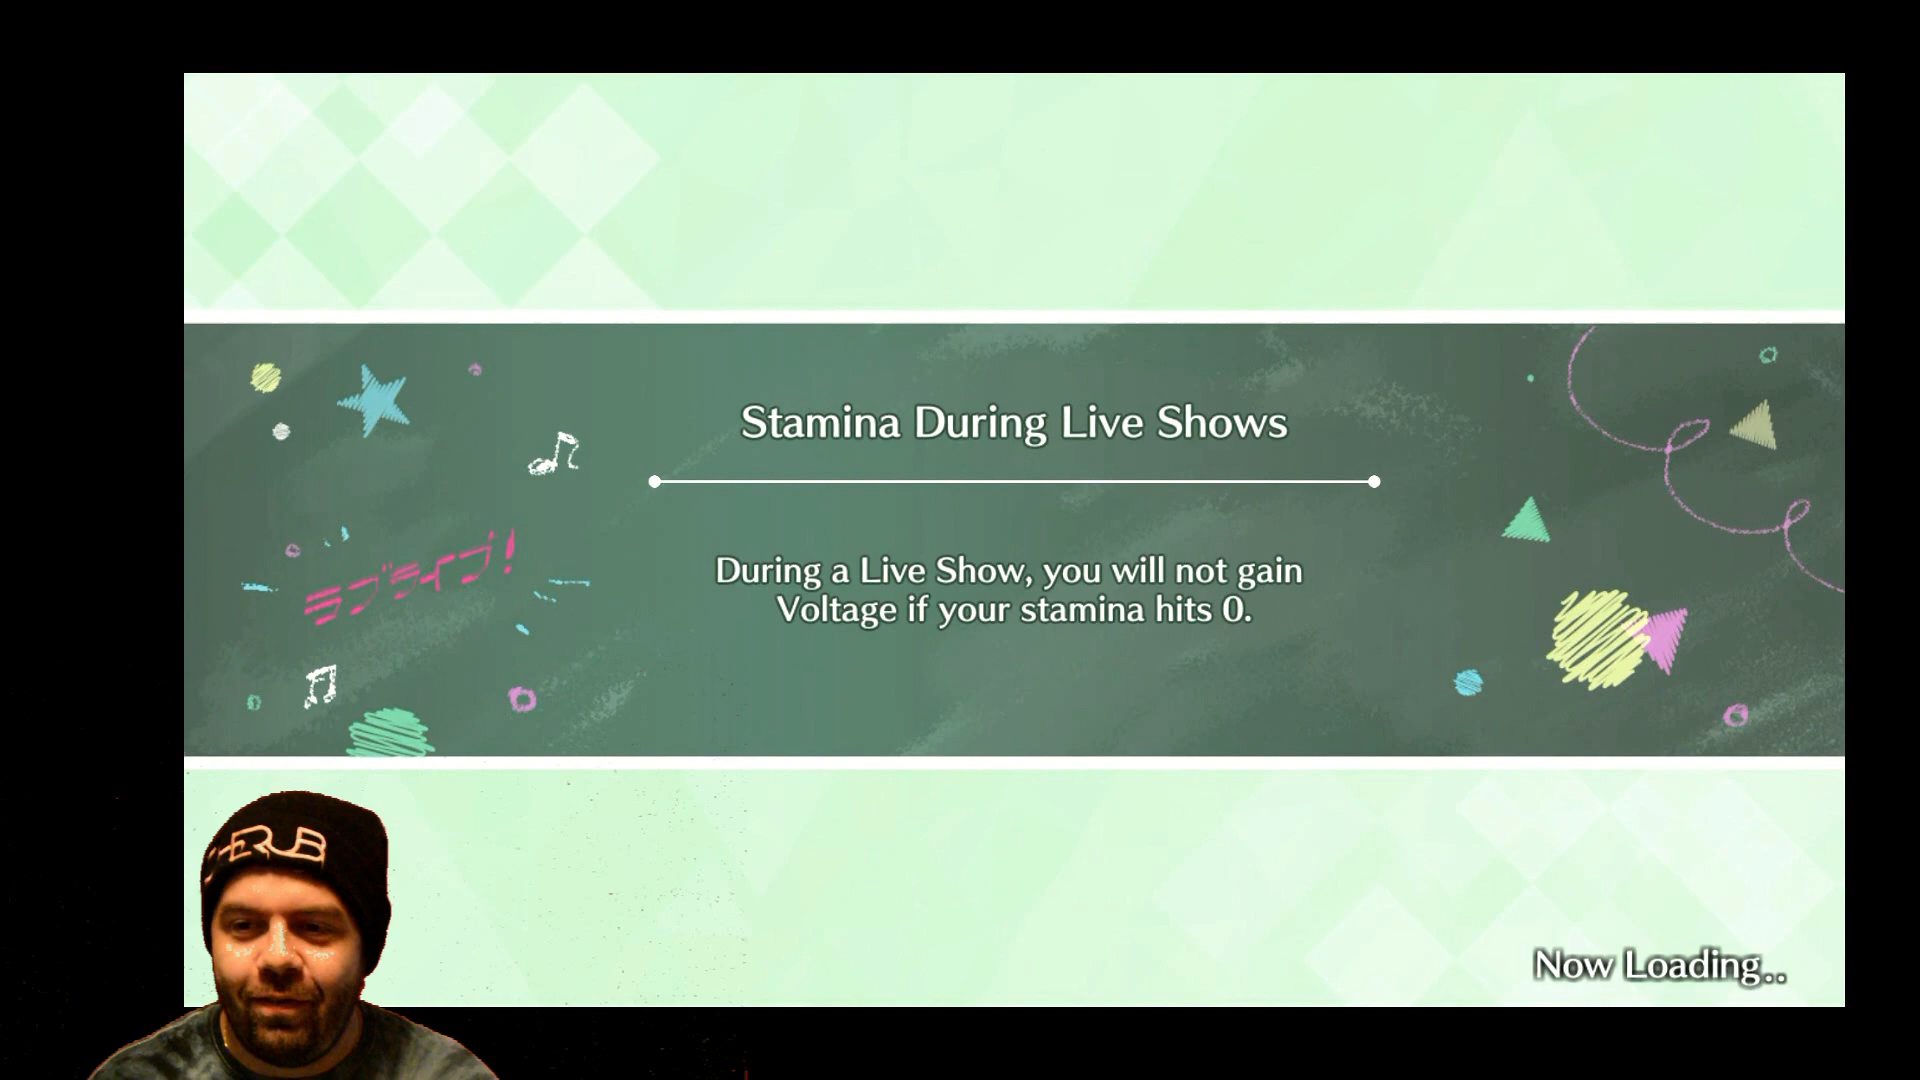 Stamina During Live Shows
During a Live Show, you will not gain
Voltage if your stamina hits 0.
ラブライブ!
Now Loading..
ERUB